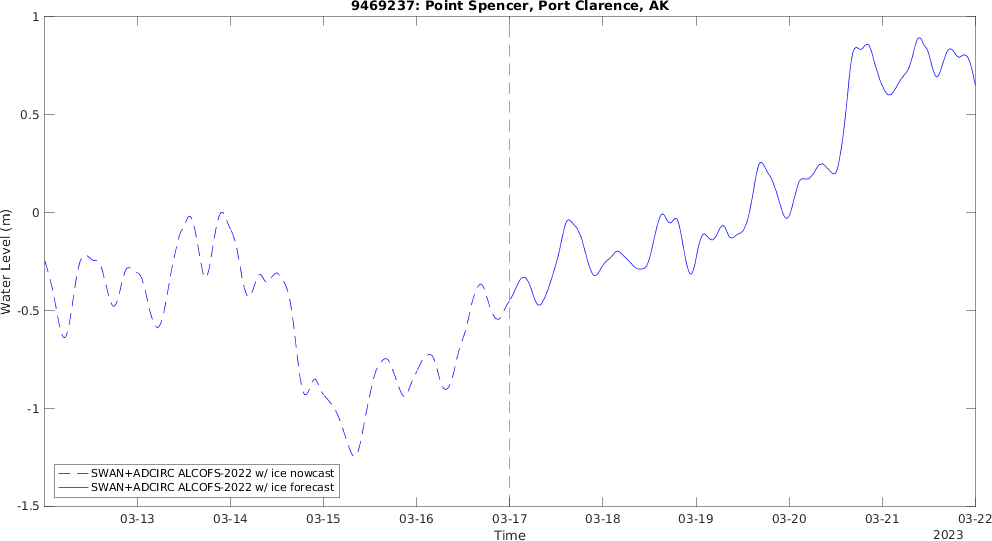 9469237: Point Spencer, Port Clarence, AK
Water Level (m)
1
0.5
0
-0.5
-1
-1.5
SWAN+ADCIRC ALCOFS-2022 w/ ice nowcast
SWAN+ADCIRC ALCOFS-2022 w/ ice forecast
03-13 03-14 03-15 03-16 03-17 03-18 03-19 03-20 03-21 03-22
Time
2023